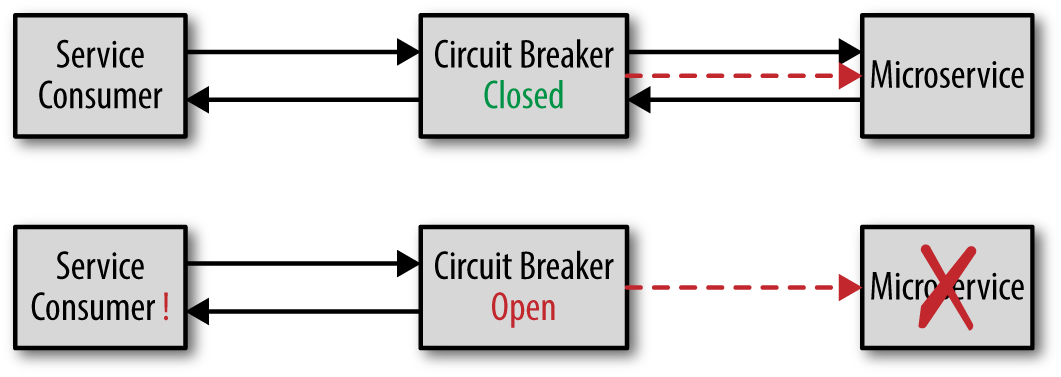 Service
Consumer
Circuit Breaker
Closed
Microservice
Service
Consumer !
Circuit Breaker
Open
Microservice